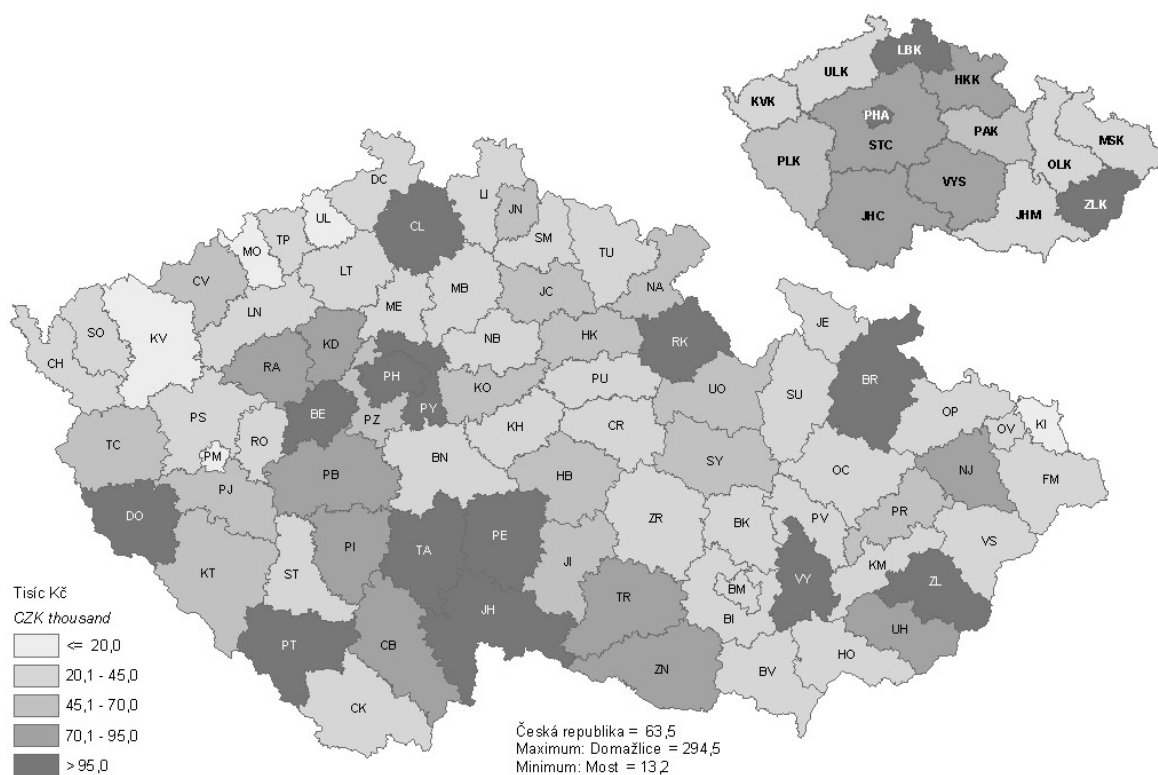 LBK
ULK
HKK
KVK
PHA
PAK
MSK
STC
PLK
OLK
VYS
ZLK
JHC
JHM
DC
LI
JN
UL
CL
SM
MO
TP
TU
CV
LT
MB
JC
NA
ME
SO
KV
LN
NB
HK
RK
JE
CH
KD
RA
PH
KO
PU
UO
SU
BR
BE
PZ
PY
OP
PS
RO
KH
CR
OV
KI
TC
PM
BN
PB
HB
SY
OC
NJ
FM
PJ
DO
PE
ZR
BK
PV
PR
KT
ST
PI
TA
JI
VS
KM
ZL
VY
BM
TR
BI
JH
UH
PT
CB
ZN
BV
HO
CK
Tisíc Kč
CZK thousand
<= 20,0
20,1 - 45,0
45,1 - 70,0
70,1 - 95,0
>95,0
Česká republika = 63,5
Maximum: Domažlice = 294,5
Minimum: Most = 13,2